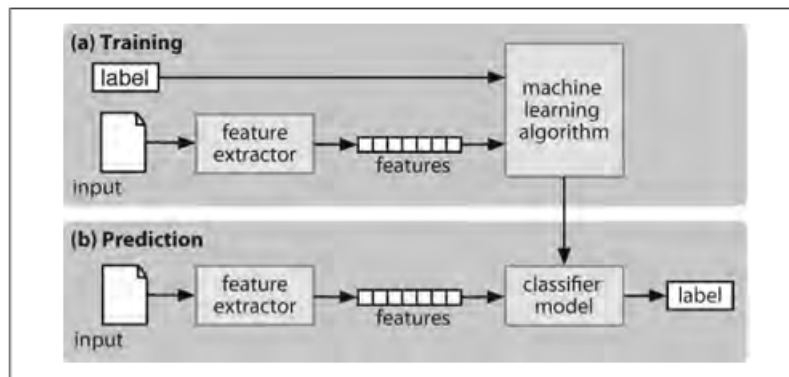 (a) Training
label
machine
learning
algorithm
feature
extractor
features
input
(b) Prediction
feature
extractor
features
classifier
model
label
input